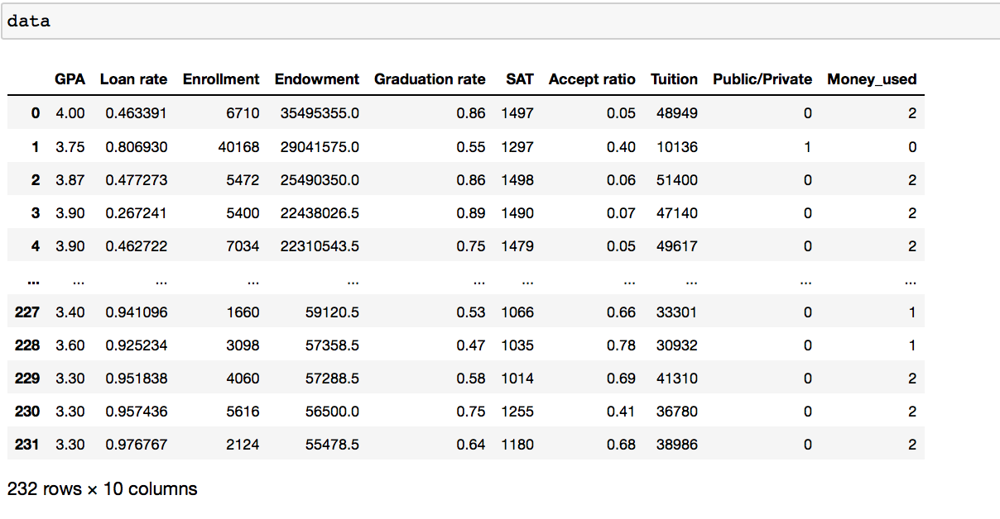 data
GPA Loan rate Enrollment Endowment Graduation rate SAT Accept ratio Tuition Public/Private Money_used
0 4.00 0.463391 6710 35495355.0 0.86 1497 0.05 48949 0 2
1 3.75 0.806930 40168 29041575.0 0.55 1297 0.40 10136 1 0
2 3.87 0.477273 5472 25490350.0 0.86 1498 0.06 51400 0 2
3 3.90 0.267241 5400 22438026.5 0.89 1490 0.07 47140 0 2
4 3.90 0.462722 7034 22310543.5 0.75 1479 0.05 49617 0 2
... ... ... ... ... ... ... ... ... ... ...
227 3.40 0.941096 1660 59120.5 0.53 1066 0.66 33301 0 1
228 3.60 0.925234 3098 57358.5 0.47 1035 0.78 30932 0 1
229 3.30 0.951838 4060 57288.5 0.58 1014 0.69 41310 0 2
230 3.30 0.957436 5616 56500.0 0.75 1255 0.41 36780 0 2
231 3.30 0.976767 2124 55478.5 0.64 1180 0.68 38986 0 2
232 rows × 10 columns